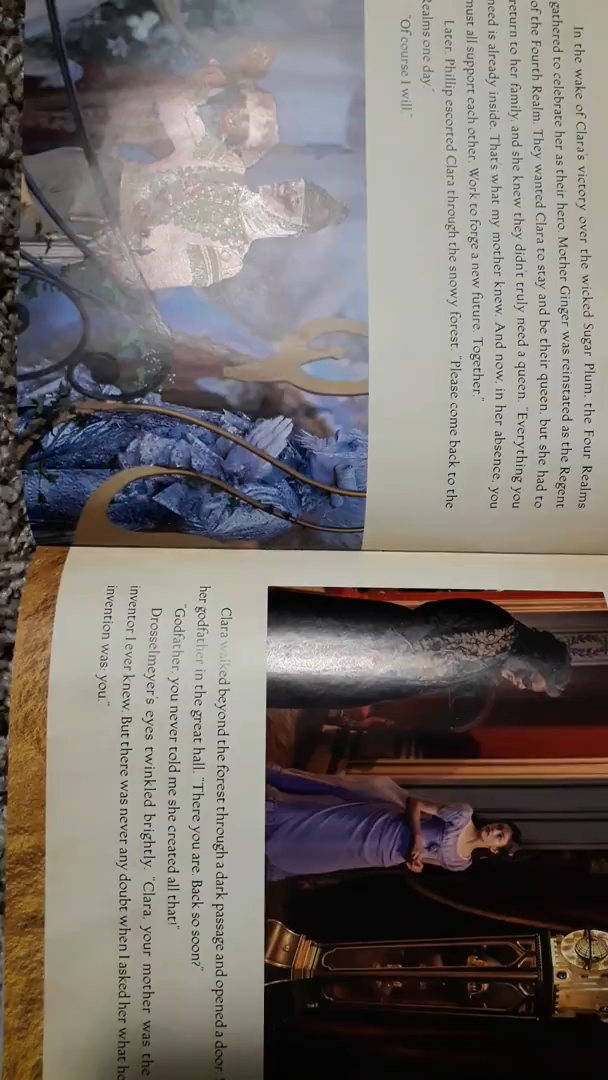 In the wake of Clara's victory over the wicked Sugar Plum, the Four Realms
gathered to celebrate her as their hero. Mother Ginger was reinstated as the Regent
of the Fourth Realm. They wanted Clara to stay and be their queen, but she had to
return to her family, and she knew they didn't truly need a queen. "Everything you
need is already inside. That's what my mother knew. And now, in her absence, you
must all support each other. Work to forge a new future. Together."
Later, Phillip escorted Clara through the snowy forest. "Please come back to the
Realms one day."
"Of course I will."
Clara walked beyond the forest through a dark passage and opened a door.
her godfather in the great hall. "There you are. Back so soon?"
"Godfather, you never told me she created all that!"
Drosselmeyer's eyes twinkled brightly. "Clara, your mother was the
inventor I ever knew. But there was never any doubt when I asked her what he
invention was: you."